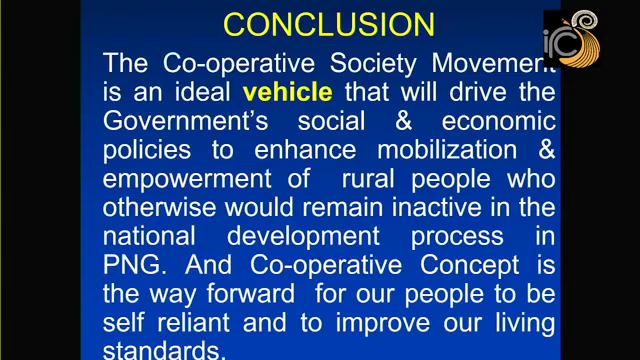 CONCLUSION
ic
The Co-operative Society Movement
is an ideal vehicle that will drive the
Government's social & economic
policies to enhance mobilization &
empowerment of rural people who
otherwise would remain inactive in the
national development process in
PNG. And Co-operative Concept is
the way forward for our people to be
self reliant and to improve our living
standards.